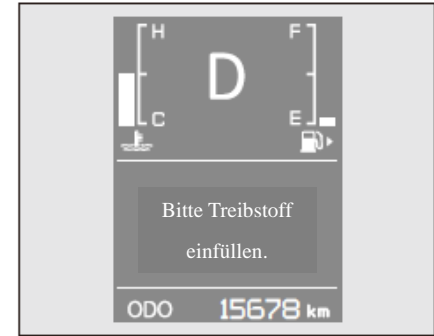 H F
D
C E
Bitte Treibstoff
einfüllen.
ODO 15678 km